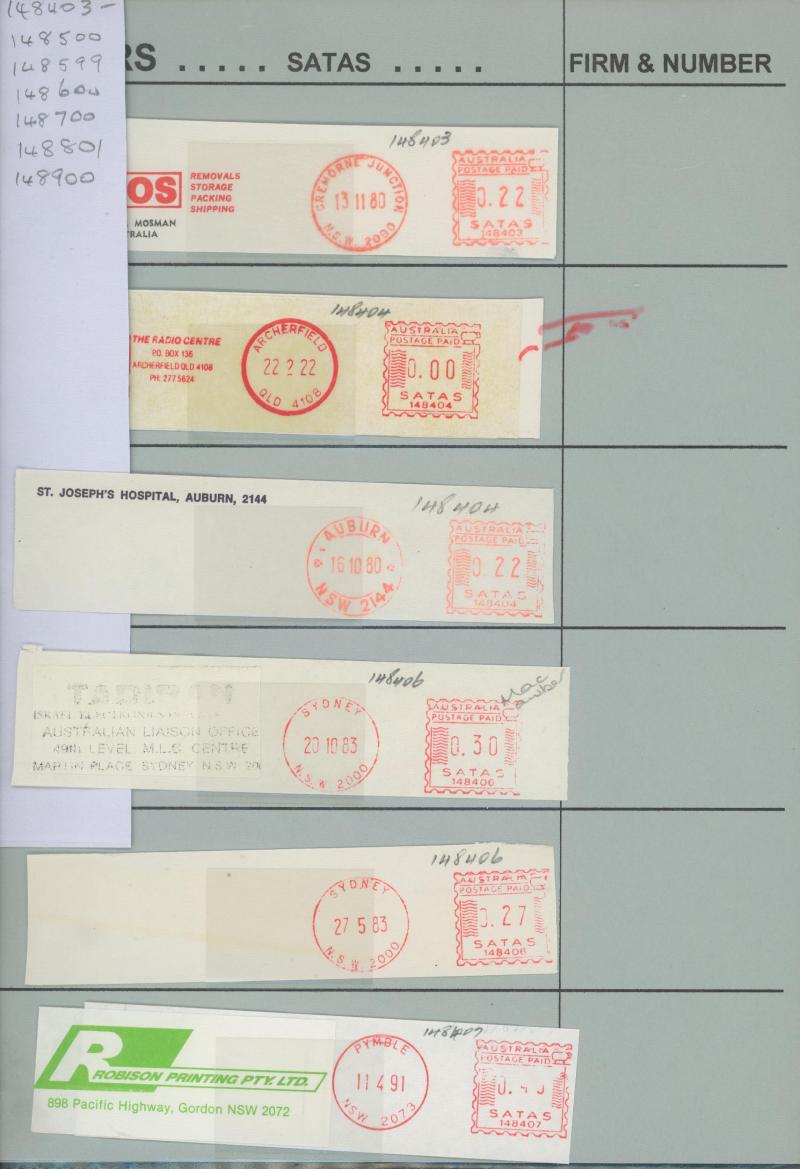 148403-
148500
148599
148600
148700
148801
148900
RS ..... SATAS .....
FIRM & NUMBER
148403
OS
REMOVALS
STORAGE
PACKING
SHIPPING
MOSMAN
RALIA
CREMORNE JUNCTION
13 11 80
N.S.W. 2090
AUSTRALIA
POSTAGE PAID
0.22
SATAS
148403
148404
THE RADIO CENTRE
P.O. BOX 136
ARCHERFIELD QLD 4108
PH: 277 5624
ARCHERFIELD
22 2 22
QLD 4108
AUSTRALIA
POSTAGE PAID
0.00
SATAS
148404
ST. JOSEPH'S HOSPITAL, AUBURN, 2144
148404
AUBURN
16 10 80
NSW 2144
AUSTRALIA
POSTAGE PAID
0.22
SATAS
148404
148406
ISRAEL ELECTRONICS
AUSTRALIAN LIAISON OFFICE
49th LEVEL, M.L.C. CENTRE
MARTIN PLACE SYDNEY N.S.W. 20
SYDNEY
20 10 83
N.S.W. 2000
AUSTRALIA
POSTAGE PAID
0.30
SATAS
148406
148406
SYDNEY
27 5 83
N.S.W. 2000
AUSTRALIA
POSTAGE PAID
0.27
SATAS
148406
148407
R
ROBISON PRINTING PTY. LTD.
898 Pacific Highway, Gordon NSW 2072
PYMBLE
11 4 91
NSW 2073
AUSTRALIA
POSTAGE PAID
SATAS
148407